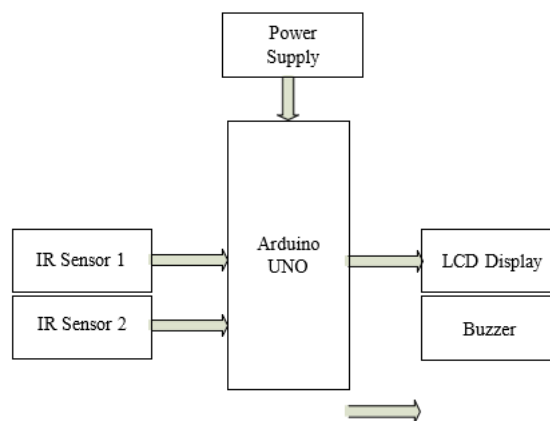 Power
Supply
Arduino
UNO
IR Sensor 1
LCD Display
IR Sensor 2
Buzzer